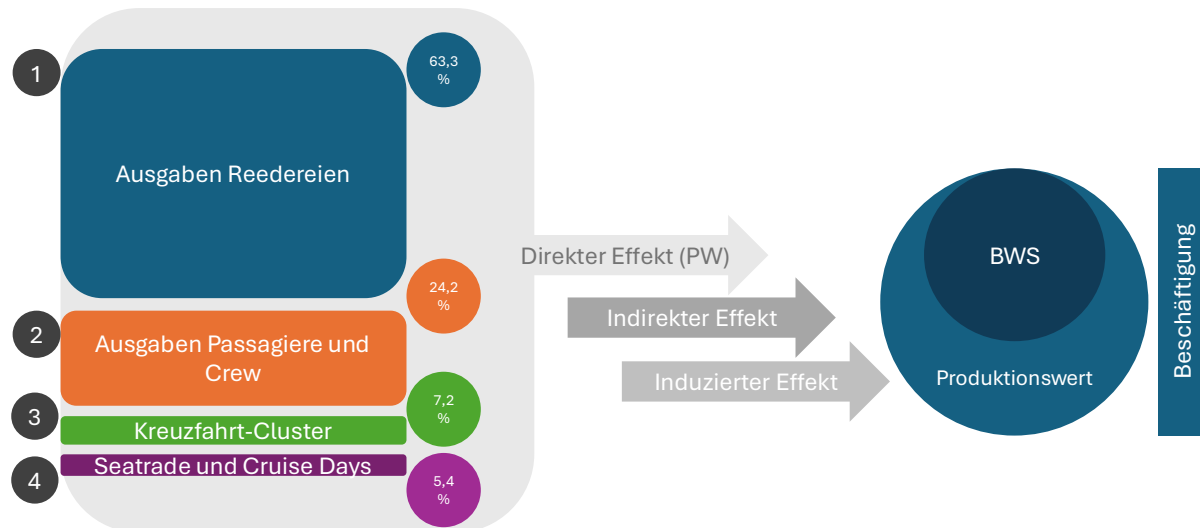 1
63,3
%
Ausgaben Reedereien
24,2
%
2
Ausgaben Passagiere und
Crew
7,2
%
3
Kreuzfahrt-Cluster
4
Seatrade und Cruise Days
5,4
%
Direkter Effekt (PW)
Indirekter Effekt
Induzierter Effekt
BWS
Produktionswert
Beschäftigung